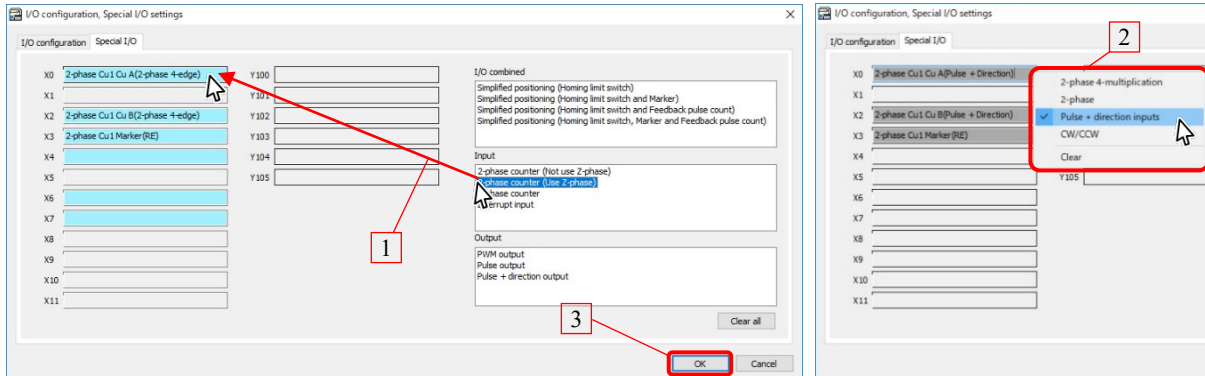 I/O configuration, Special I/O settings
I/O configuration Special I/O
X0 2-phase Cu1 Cu A(2-phase 4-edge) Y100
X1 Y101
X2 2-phase Cu1 Cu B(2-phase 4-edge) Y102
X3 2-phase Cu1 Marker(RE) Y103
X4 Y104
X5 Y105
X6
X7
X8
X9
X10
X11
I/O combined
Simplified positioning (Homing limit switch)
Simplified positioning (Homing limit switch and Marker)
Simplified positioning (Homing limit switch and Feedback pulse count)
Simplified positioning (Homing limit switch, Marker and Feedback pulse count)
Input
2-phase counter (Not use Z-phase)
2-phase counter (Use Z-phase)
phase counter
errupt input
Output
PWM output
Pulse output
Pulse + direction output
Clear all
OK Cancel
1
3
I/O configuration, Special I/O settings
I/O configuration Special I/O
2
X0 2-phase Cu1 Cu A(Pulse + Direction)
X1
X2 2-phase Cu1 Cu B(Pulse + Direction)
X3 2-phase Cu1 Marker(RE)
X4
X5 Y105
X6
X7
X8
X9
X10
X11
2-phase 4-multiplication
2-phase
Pulse + direction inputs
CW/CCW
Clear